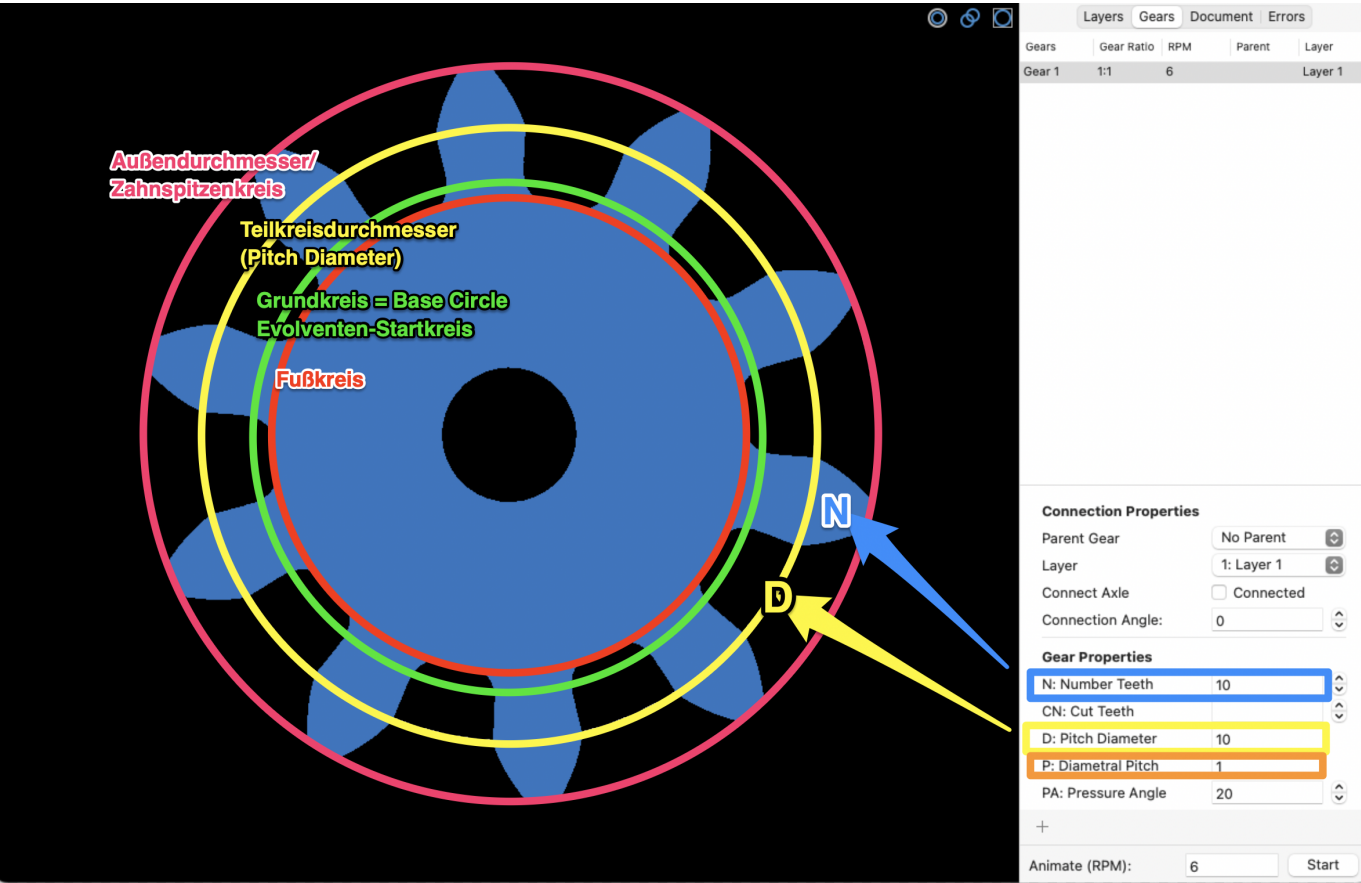 Layers Gears Document Errors
Gears Gear Ratio RPM Parent Layer
Gear 1 1:1 6 Layer 1
Außendurchmesser/
Zahnspitzenkreis
Teilkreisdurchmesser
(Pitch Diameter)
Grundkreis = Base Circle
Evolventen-Startkreis
Fußkreis
N
D
Connection Properties
Parent Gear No Parent
Layer 1: Layer 1
Connect Axle Connected
Connection Angle: 0
Gear Properties
N: Number Teeth 10
CN: Cut Teeth
D: Pitch Diameter 10
P: Diametral Pitch 1
PA: Pressure Angle 20
+
Animate (RPM): 6 Start